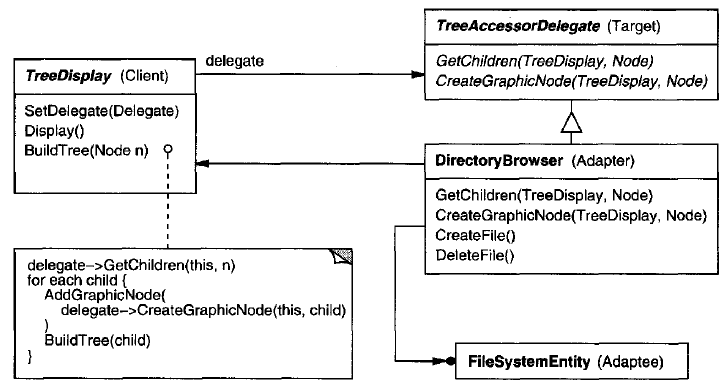 TreeAccessorDelegate (Target)
GetChildren(TreeDisplay, Node)
CreateGraphicNode(TreeDisplay, Node)
delegate
TreeDisplay (Client)
SetDelegate(Delegate)
Display()
BuildTree(Node n)
DirectoryBrowser (Adapter)
GetChildren(TreeDisplay, Node)
CreateGraphicNode(TreeDisplay, Node)
CreateFile()
DeleteFile()
delegate->GetChildren(this, n)
for each child {
AddGraphicNode(
delegate->CreateGraphicNode(this, child)
)
BuildTree(child)
}
FileSystemEntity (Adaptee)